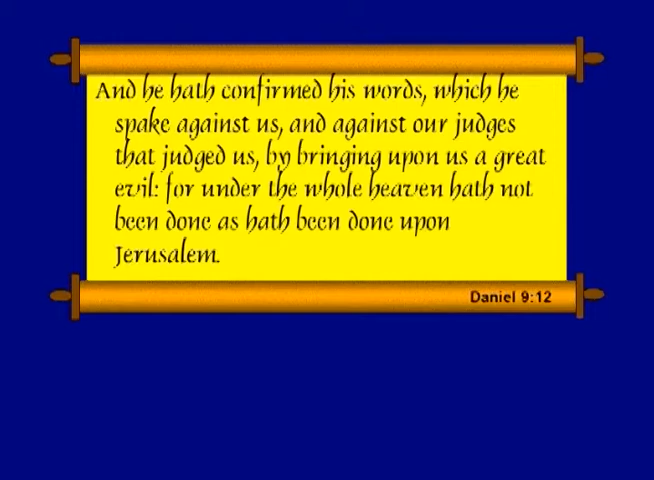 And he hath confirmed his words, which he
spake against us, and against our judges
that judged us, by bringing upon us a great
evil: for under the whole heaven hath not
been done as hath been done upon
Jerusalem.
Daniel 9:12